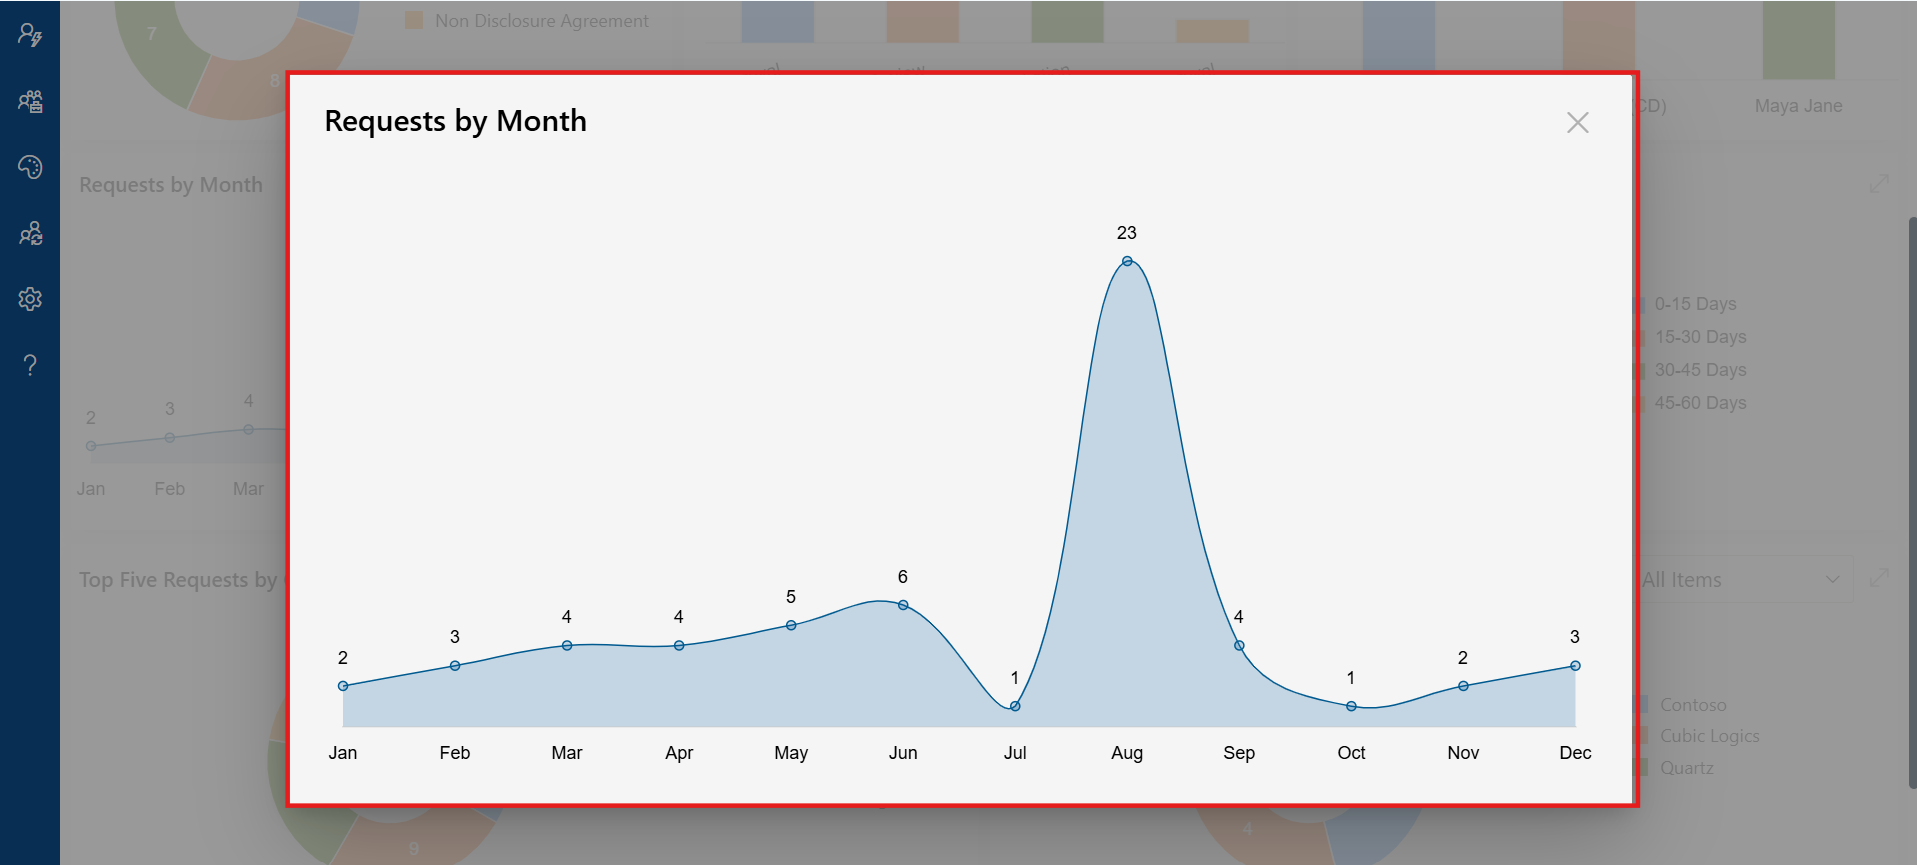 7
8
Non Disclosure Agreement
CD)
Maya Jane
Requests by Month
Requests by Month
23
2
3
4
4
5
6
1
4
1
2
3
Jan Feb Mar Apr May Jun Jul Aug Sep Oct Nov Dec
2
3
4
Jan Feb Mar
0-15 Days
15-30 Days
30-45 Days
45-60 Days
Top Five Requests by
All Items
9
4
Contoso
Cubic Logics
Quartz